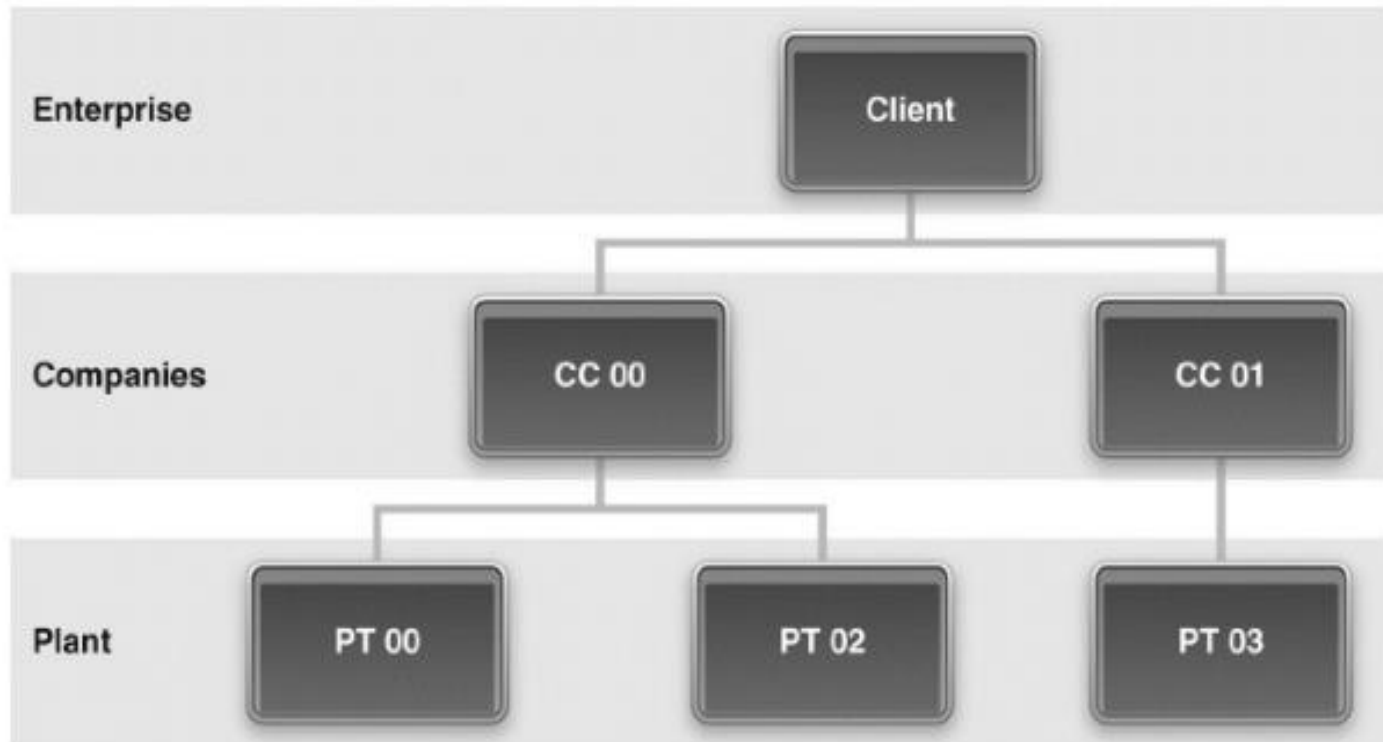 Enterprise
Client
Companies
CC 00
CC 01
Plant
PT 00
PT 02
PT 03